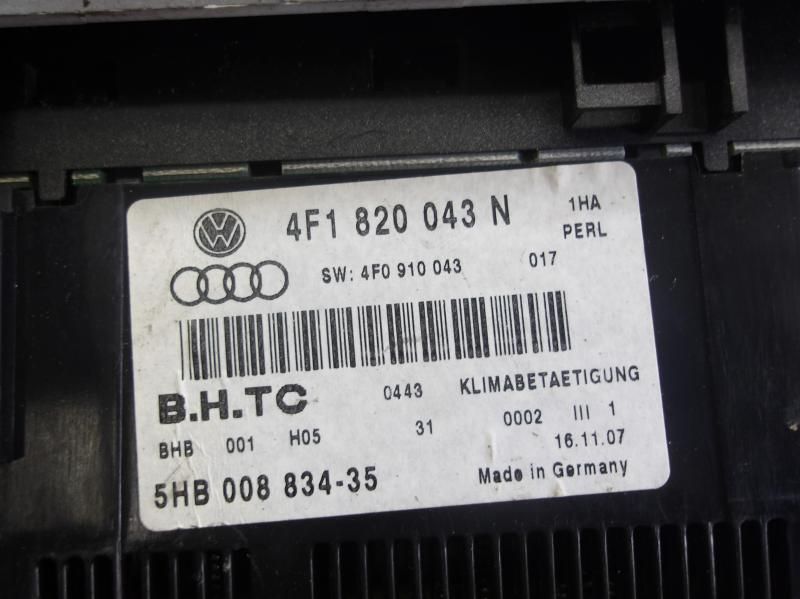 4F1 820 043 N 1HA
PERL
SW: 4F0 910 043 017
B.H.TC 0443 KLIMABETAETIGUNG
BHB 001 H05 31 0002 III 1
16.11.07
5HB 008 834-35 Made in Germany